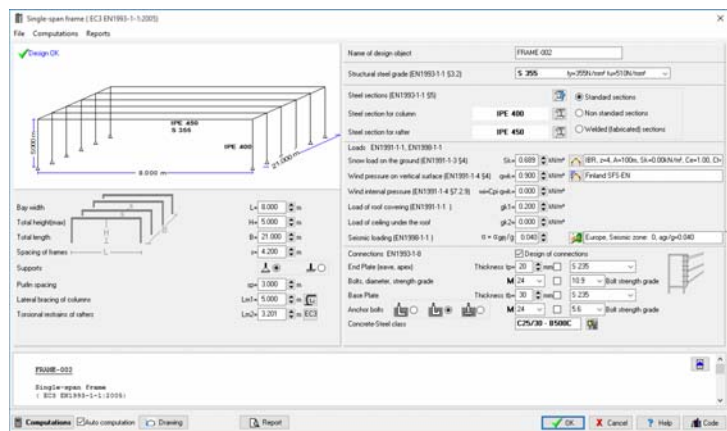 Single-span frame ( EC3 EN1993-1-1:2005)
File Computations Reports
Design OK
IPE 450
S 355
IPE 400
5.000 m
8.000 m
21.000 m
Bay width L= 8.000 m
Total height(max) H= 5.000 m
Total length B= 21.000 m
Spacing of frames s= 4.200 m
Supports
Purlin spacing sp= 3.000 m
Lateral bracing of columns Lm1= 5.000 m
Torsional restrains of rafters Lm2= 3.201 m EC3
Name of design object FRAME-002
Structural steel grade (EN1993-1-1 §3.2) S 355 fy=355N/mm² fu=510N/mm²
Steel sections (EN1993-1-1 §5) Standard sections
Steel section for column IPE 400 Non standard sections
Steel section for rafter IPE 450 Welded (fabricated) sections
Loads EN1991-1-1, EN1998-1-1
Snow load on the ground (EN1991-1-3 §4) Sk= 0.689 kN/m²
Wind pressure on vertical surface (EN1991-1-4 §4) qwk= 0.900 kN/m² Finland SFS-EN
Wind internal pressure (EN1991-1-4 §7.2.9) wi=Cpi·qwk= 0.000 kN/m²
Load of roof covering (EN1991-1-1 ) gk1= 0.200 kN/m²
Load of ceiling under the roof gk2= 0.000 kN/m²
Seismic loading (EN1998-1-1 ) 0.040 Europe, Seismic zone: 0, agr/g=0.040
Connections EN1993-1-8 Design of connections
End Plate (eave, apex) Thickness tp= 20 mm S 235
Bolts, diameter, strength grade M 24 10.9 Bolt strength grade
Base Plate Thickness tb= 30 mm S 235
Anchor bolts M 24 5.6 Bolt strength grade
Concrete-Steel class C25/30 - B500C
FRAME-002
Single-span frame
( EC3 EN1993-1-1:2005)
Computations Auto computation Drawing Report OK Cancel Help Code